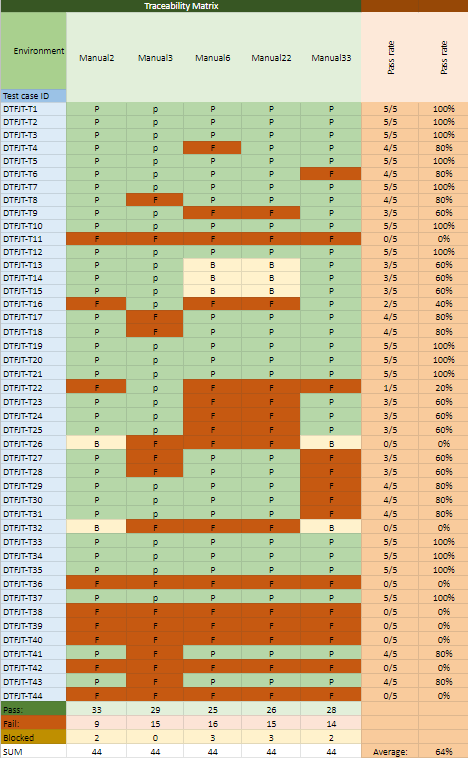 Traceability Matrix
Environment Manual2 Manual3 Manual6 Manual22 Manual33 Pass rate Pass rate
Test case ID
DTFJT-T1 P p P P P 5/5 100%
DTFJT-T2 P p P P P 5/5 100%
DTFJT-T3 P p P P P 5/5 100%
DTFJT-T4 P p F P P 4/5 80%
DTFJT-T5 P p P P P 5/5 100%
DTFJT-T6 P p P P F 4/5 80%
DTFJT-T7 P p P P P 5/5 100%
DTFJT-T8 P F P P P 4/5 80%
DTFJT-T9 P p F F P 3/5 60%
DTFJT-T10 P p P P P 5/5 100%
DTFJT-T11 F F F F F 0/5 0%
DTFJT-T12 P p P P P 5/5 100%
DTFJT-T13 P p B B P 3/5 60%
DTFJT-T14 P p B B P 3/5 60%
DTFJT-T15 P p B B P 3/5 60%
DTFJT-T16 F p F F P 2/5 40%
DTFJT-T17 P F P P P 4/5 80%
DTFJT-T18 P F P P P 4/5 80%
DTFJT-T19 P p P P P 5/5 100%
DTFJT-T20 P p P P P 5/5 100%
DTFJT-T21 P p P P P 5/5 100%
DTFJT-T22 F p F F F 1/5 20%
DTFJT-T23 P p F F P 3/5 60%
DTFJT-T24 P p F F P 3/5 60%
DTFJT-T25 P p F F P 3/5 60%
DTFJT-T26 B F F F B 0/5 0%
DTFJT-T27 P F P P F 3/5 60%
DTFJT-T28 P F P P F 3/5 60%
DTFJT-T29 P p P P F 4/5 80%
DTFJT-T30 P p P P F 4/5 80%
DTFJT-T31 P p P P F 4/5 80%
DTFJT-T32 B F F F B 0/5 0%
DTFJT-T33 P p P P P 5/5 100%
DTFJT-T34 P p P P P 5/5 100%
DTFJT-T35 P p P P P 5/5 100%
DTFJT-T36 F F F F F 0/5 0%
DTFJT-T37 P p P P P 5/5 100%
DTFJT-T38 F F F F F 0/5 0%
DTFJT-T39 F F F F F 0/5 0%
DTFJT-T40 F F F F F 0/5 0%
DTFJT-T41 P F P P P 4/5 80%
DTFJT-T42 F F F F F 0/5 0%
DTFJT-T43 P F P P P 4/5 80%
DTFJT-T44 F F F F F 0/5 0%
Pass: 33 29 25 26 28
Fail: 9 15 16 15 14
Blocked 2 0 3 3 2
SUM 44 44 44 44 44 Average: 64%